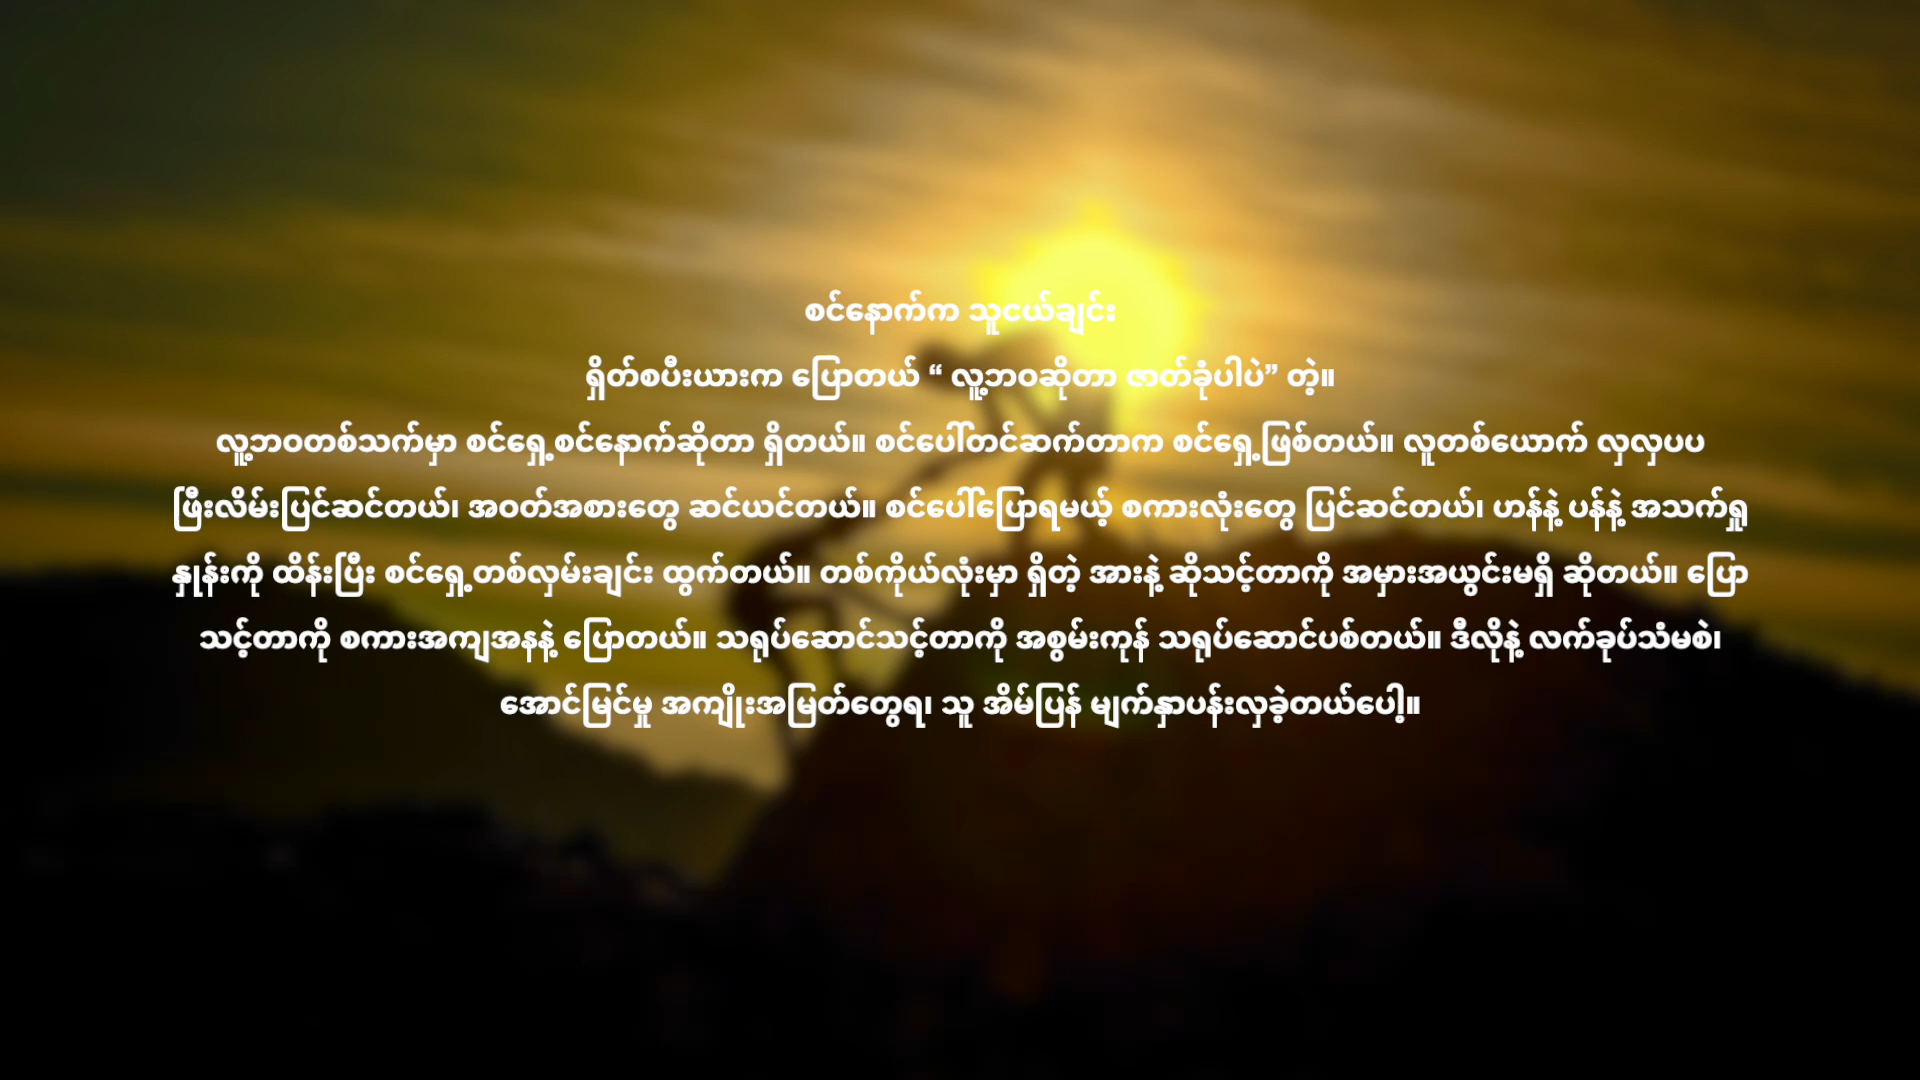 စင်နောက်က သူငယ်ချင်း
ရှိတ်စပီးယားက ပြောတယ် “ လူ့ဘဝဆိုတာ ဇာတ်ခုံပါပဲ” တဲ့။
လူ့ဘဝတစ်သက်မှာ စင်ရှေ့စင်နောက်ဆိုတာ ရှိတယ်။ စင်ပေါ်တင်ဆက်တာက စင်ရှေ့ဖြစ်တယ်။ လူတစ်ယောက် လှလှပပ
ဖြီးလိမ်းပြင်ဆင်တယ်၊ အဝတ်အစားတွေ ဆင်ယင်တယ်။ စင်ပေါ်ပြောရမယ့် စကားလုံးတွေ ပြင်ဆင်တယ်၊ ဟန်နဲ့ ပန်နဲ့ အသက်ရှူ
နှုန်းကို ထိန်းပြီး စင်ရှေ့တစ်လှမ်းချင်း ထွက်တယ်။ တစ်ကိုယ်လုံးမှာ ရှိတဲ့ အားနဲ့ ဆိုသင့်တာကို အမှားအယွင်းမရှိ ဆိုတယ်။ ပြော
သင့်တာကို စကားအကျအနနဲ့ ပြောတယ်။ သရုပ်ဆောင်သင့်တာကို အစွမ်းကုန် သရုပ်ဆောင်ပစ်တယ်။ ဒီလိုနဲ့ လက်ခုပ်သံမစဲ၊
အောင်မြင်မှု အကျိုးအမြတ်တွေရ၊ သူ အိမ်ပြန် မျက်နှာပန်းလှခဲ့တယ်ပေါ့။